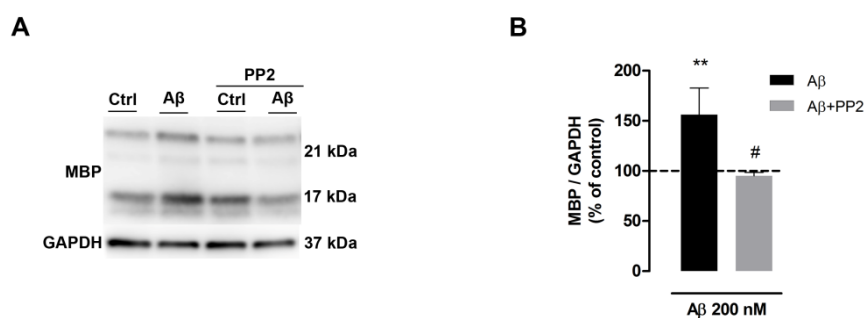 A
PP2
Ctrl Aβ Ctrl Aβ
MBP
21 kDa
17 kDa
GAPDH
37 kDa
B
MBP / GAPDH
(% of control)
200
150
100
50
0
**
#
Aβ
Aβ+PP2
Aβ 200 nM